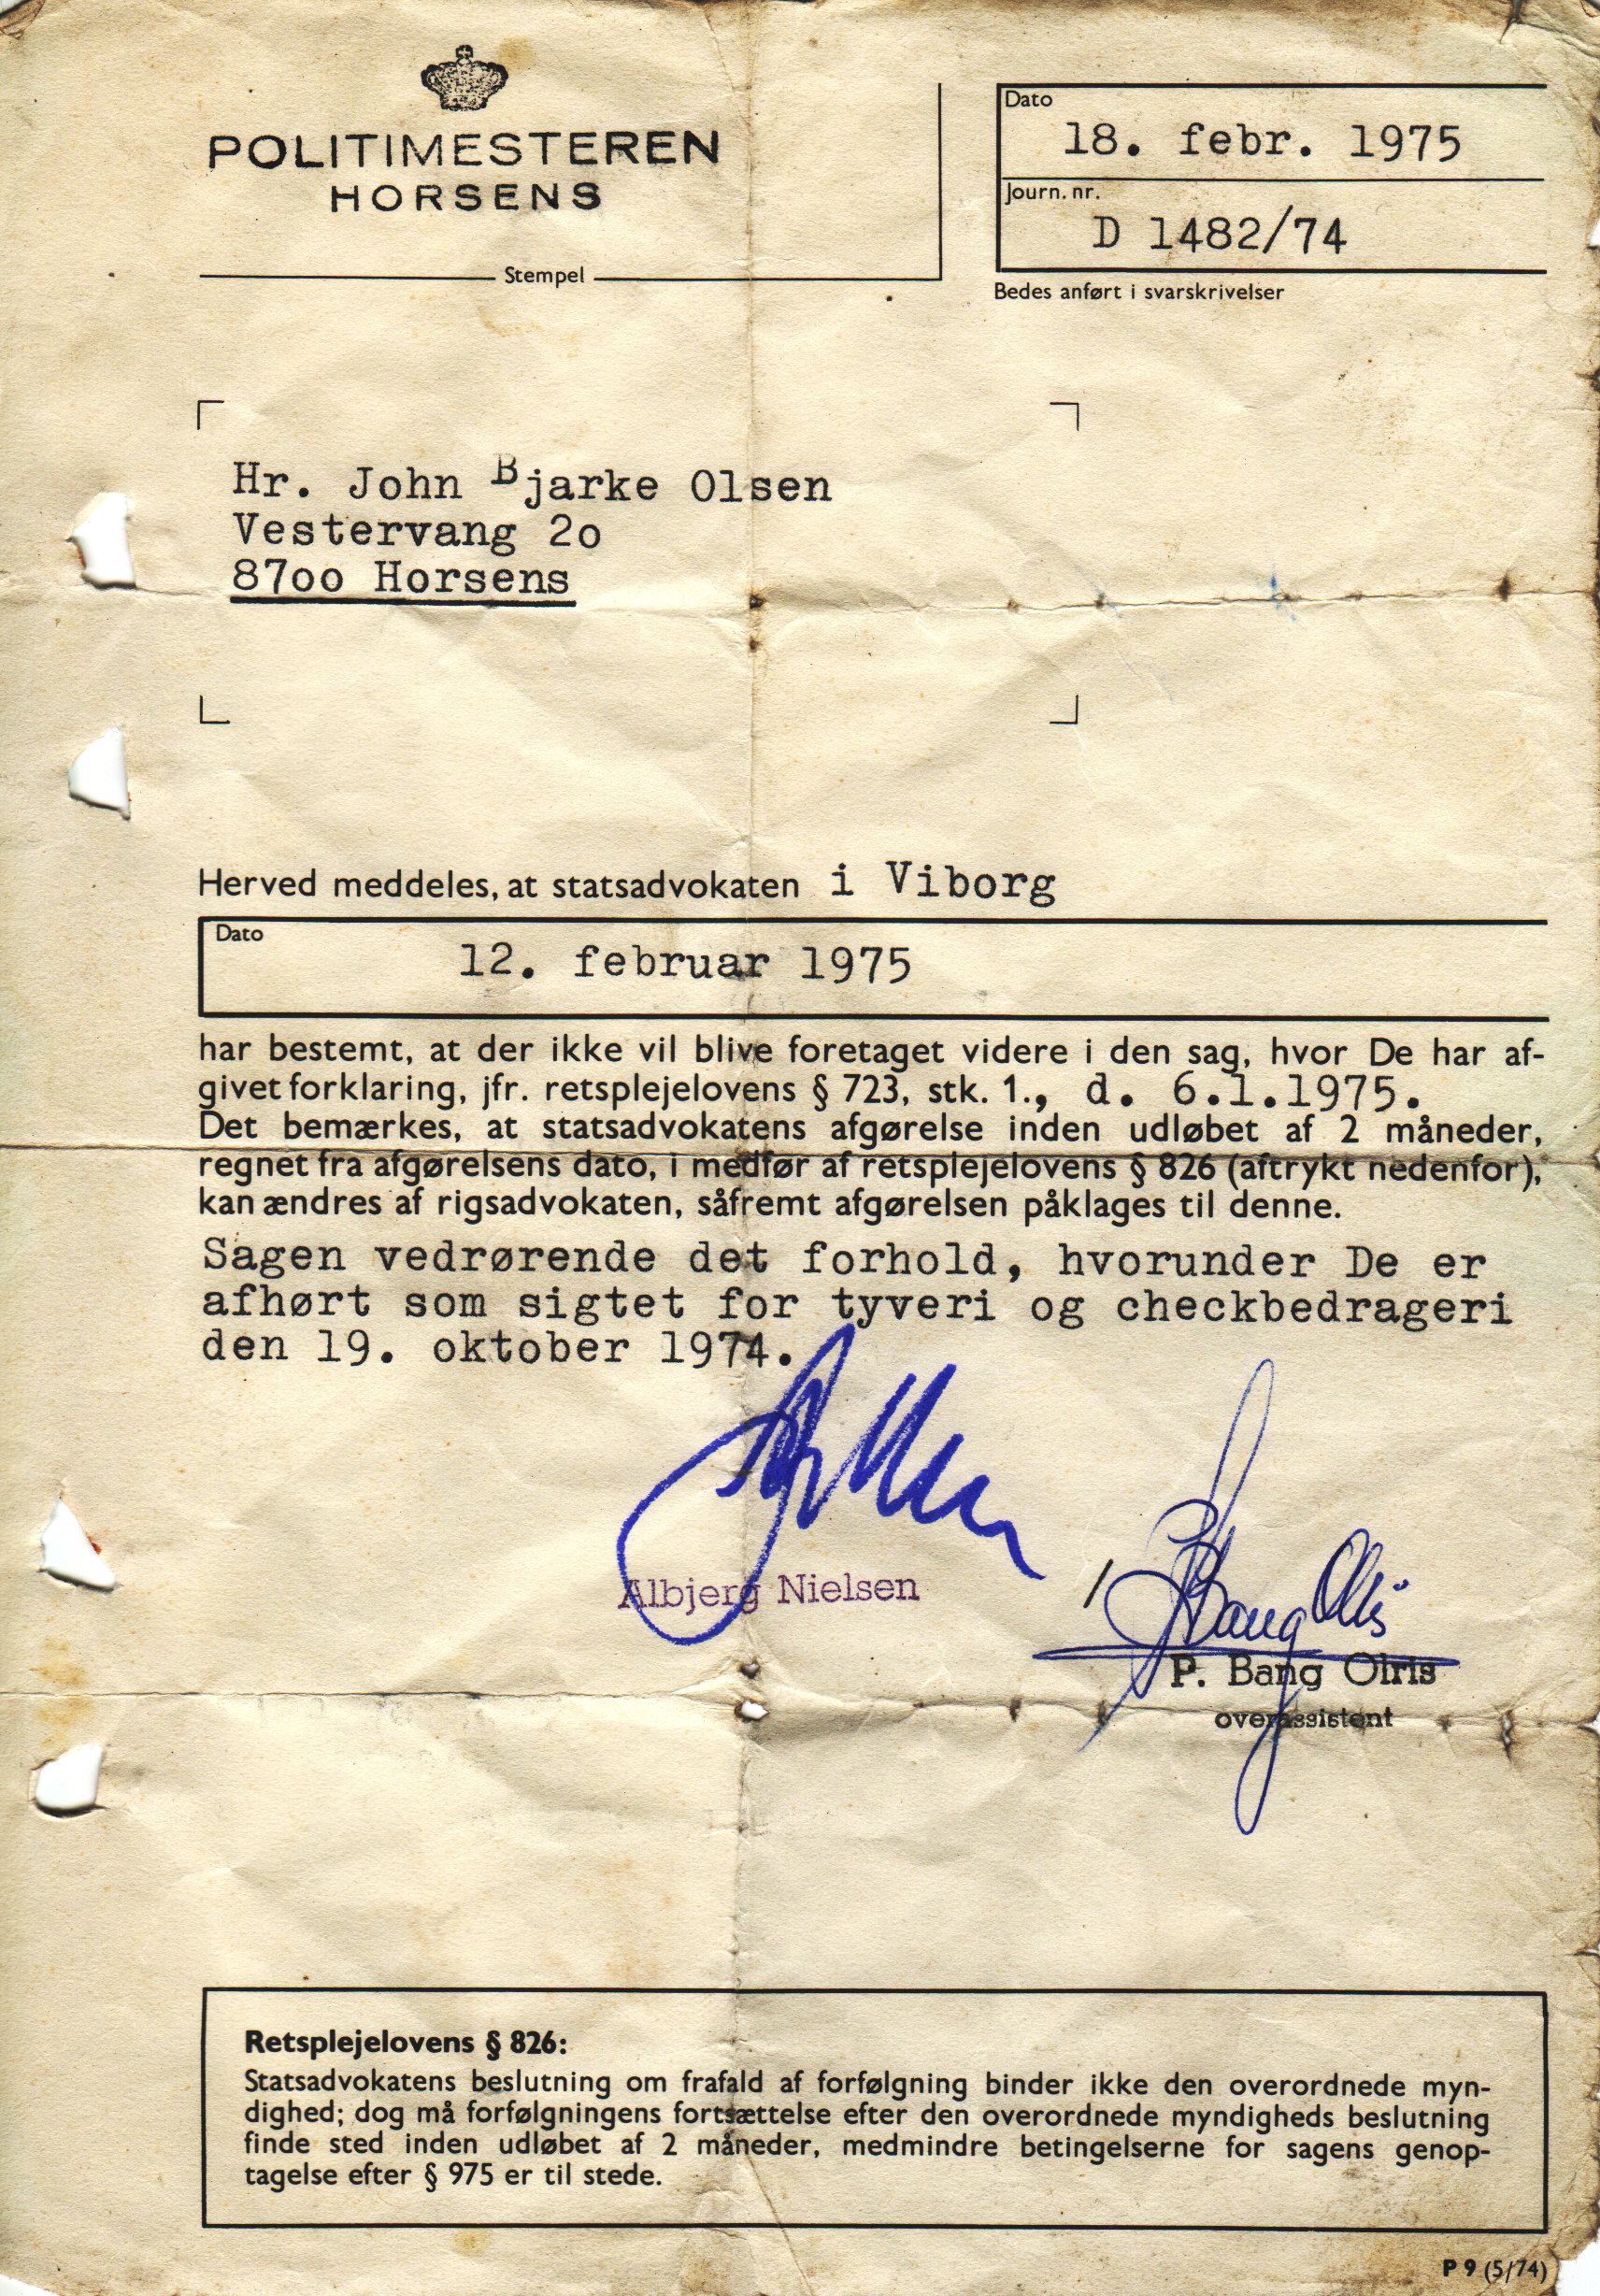 POLITIMESTEREN
HORSENS
Stempel
Dato
18. febr. 1975
Journ. nr.
D 1482/74
Bedes anført i svarskrivelser
Hr. John Bjarke Olsen
Vestervang 2o
87oo Horsens
Herved meddeles, at statsadvokaten i Viborg
Dato
12. februar 1975
har bestemt, at der ikke vil blive foretaget videre i den sag, hvor De har af-
givet forklaring, jfr. retsplejelovens § 723, stk. 1., d. 6.1.1975.
Det bemærkes, at statsadvokatens afgørelse inden udløbet af 2 måneder,
regnet fra afgørelsens dato, i medfør af retsplejelovens § 826 (aftrykt nedenfor),
kan ændres af rigsadvokaten, såfremt afgørelsen påklages til denne.
Sagen vedrørende det forhold, hvorunder De er
afhørt som sigtet for tyveri og checkbedrageri
den 19. oktober 1974.
Albjerg Nielsen
/ Bang Olris
P. Bang Olris
overassistent
Retsplejelovens § 826:
Statsadvokatens beslutning om frafald af forfølgning binder ikke den overordnede myn-
dighed; dog må forfølgningens fortsættelse efter den overordnede myndigheds beslutning
finde sted inden udløbet af 2 måneder, medmindre betingelserne for sagens genop-
tagelse efter § 975 er til stede.
P 9 (5/74)